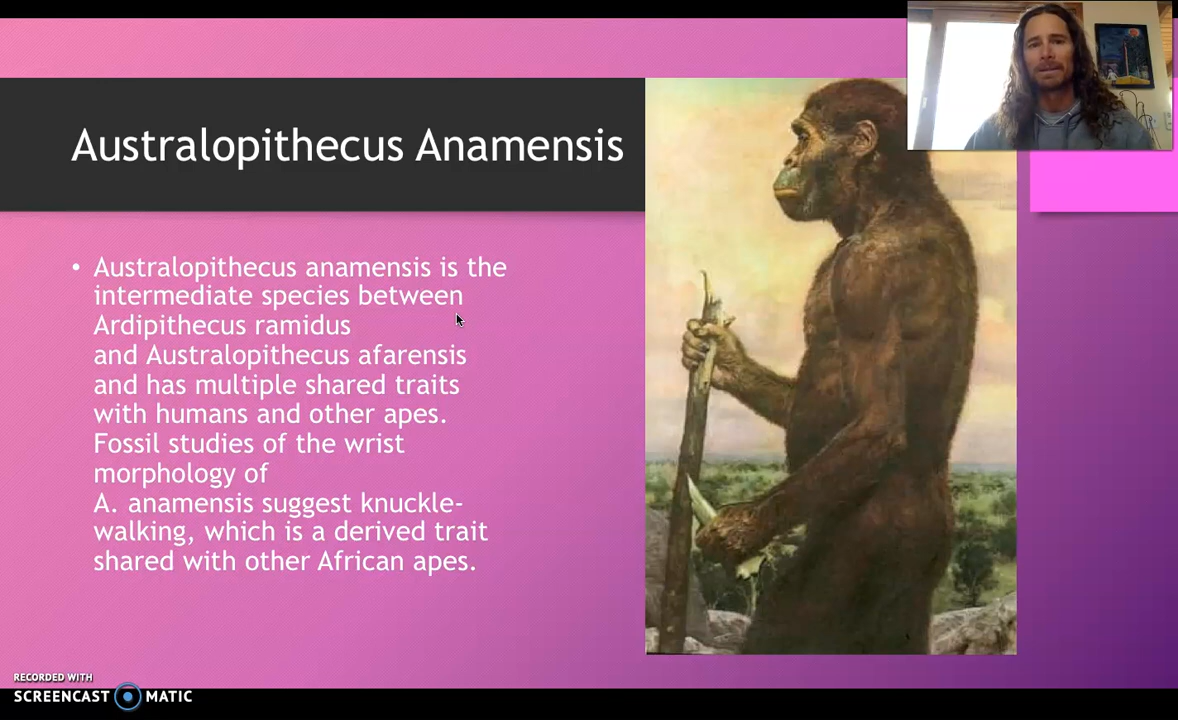 Australopithecus Anamensis
• Australopithecus anamensis is the
intermediate species between
Ardipithecus ramidus
and Australopithecus afarensis
and has multiple shared traits
with humans and other apes.
Fossil studies of the wrist
morphology of
A. anamensis suggest knuckle-
walking, which is a derived trait
shared with other African apes.
RECORDED WITH
SCREENCAST MATIC